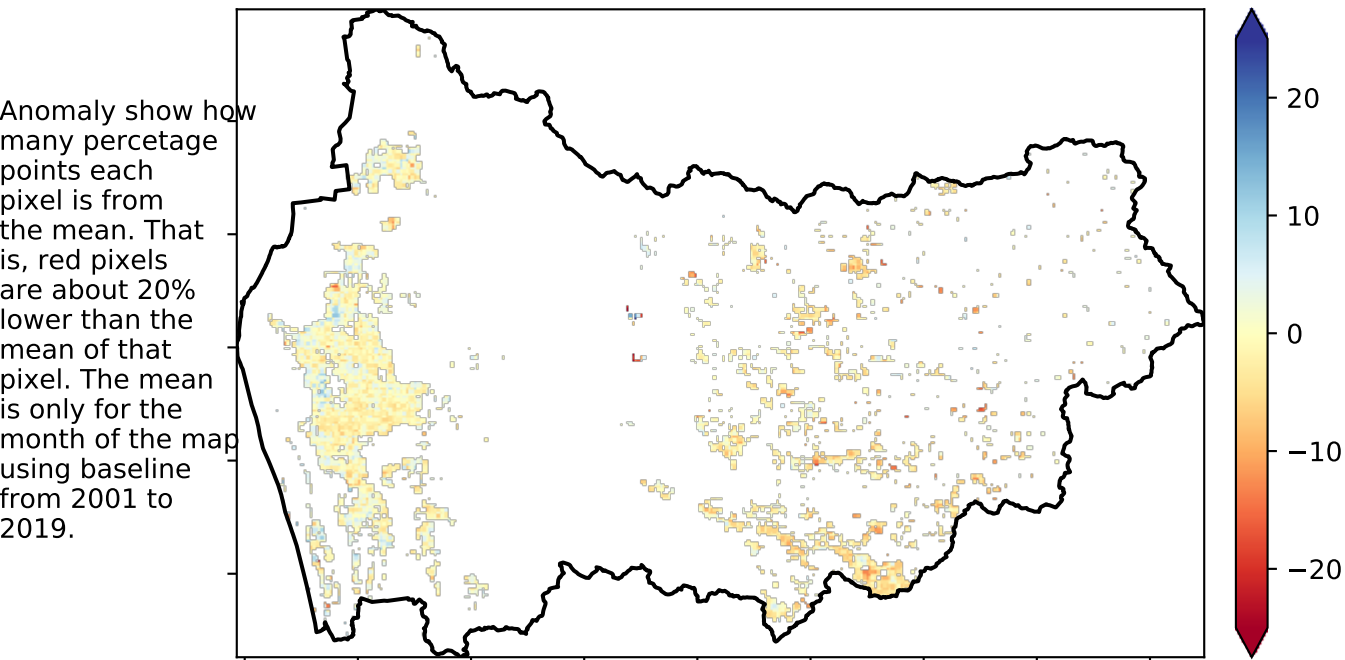 Anomaly show how
many percetage
points each
pixel is from
the mean. That
is, red pixels
are about 20%
lower than the
mean of that
pixel. The mean
is only for the
month of the map
using baseline
from 2001 to
2019.
20
10
0
−10
−20